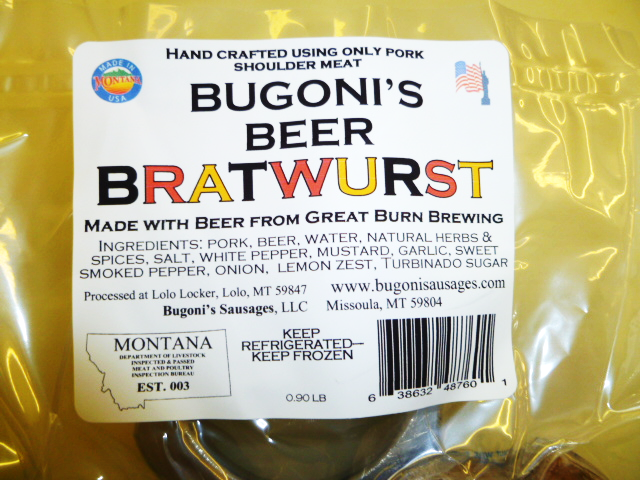 HAND CRAFTED USING ONLY PORK
SHOULDER MEAT
MADE IN
MONTANA
USA
BUGONI'S
BEER
BRATWURST
MADE WITH BEER FROM GREAT BURN BREWING
INGREDIENTS: PORK, BEER, WATER, NATURAL HERBS &
SPICES, SALT, WHITE PEPPER, MUSTARD, GARLIC, SWEET
SMOKED PEPPER, ONION, LEMON ZEST, TURBINADO SUGAR
Processed at Lolo Locker, Lolo, MT 59847 www.bugonisausages.com
Bugoni's Sausages, LLC Missoula, MT 59804
MONTANA
DEPARTMENT OF LIVESTOCK
INSPECTED & PASSED
MEAT AND POULTRY
INSPECTION BUREAU
EST. 003
KEEP
REFRIGERATED—
KEEP FROZEN
0.90 LB
6 38632 48760 1